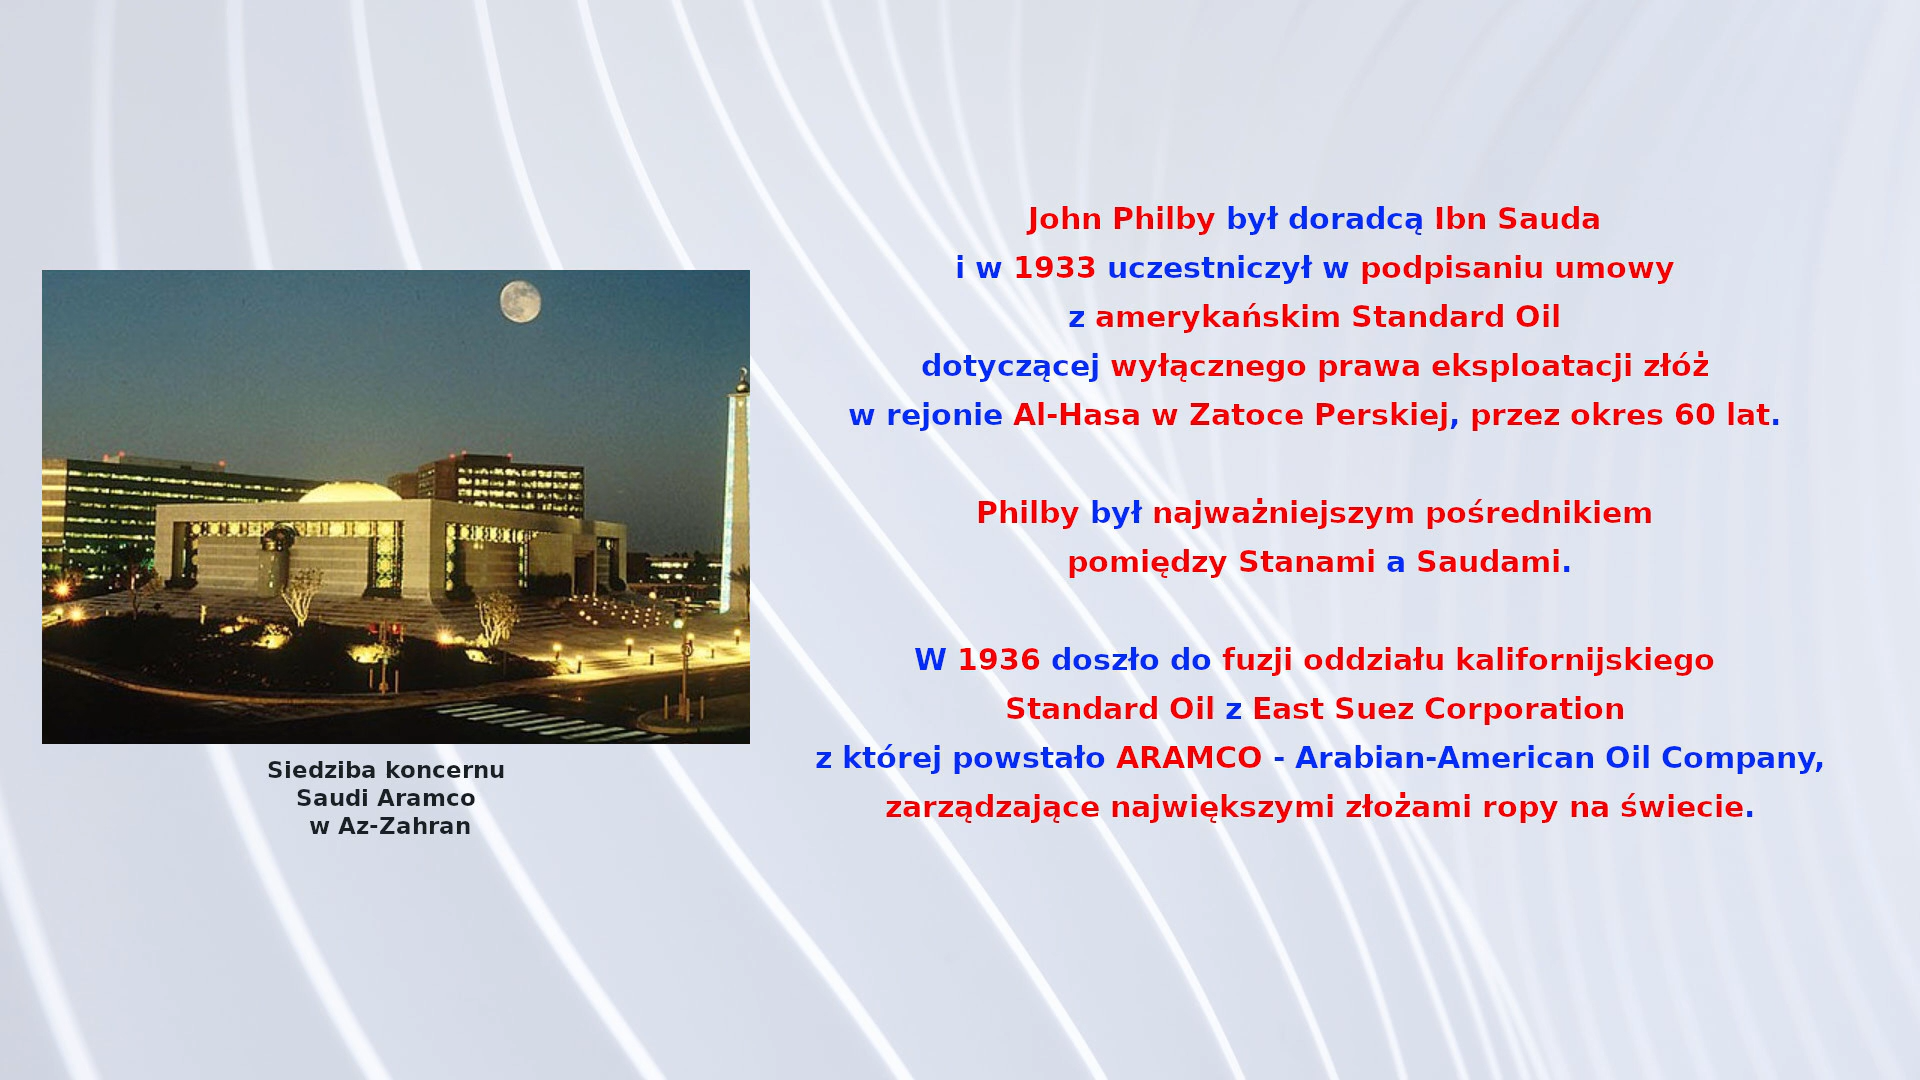 John Philby był doradcą Ibn Sauda
i w 1933 uczestniczył w podpisaniu umowy
z amerykańskim Standard Oil
dotyczącej wyłącznego prawa eksploatacji złóż
w rejonie Al-Hasa w Zatoce Perskiej, przez okres 60 lat.
Philby był najważniejszym pośrednikiem
pomiędzy Stanami a Saudami.
W 1936 doszło do fuzji oddziału kalifornijskiego
Standard Oil z East Suez Corporation
z której powstało ARAMCO - Arabian-American Oil Company,
zarządzające największymi złożami ropy na świecie.
Siedziba koncernu
Saudi Aramco
w Az-Zahran